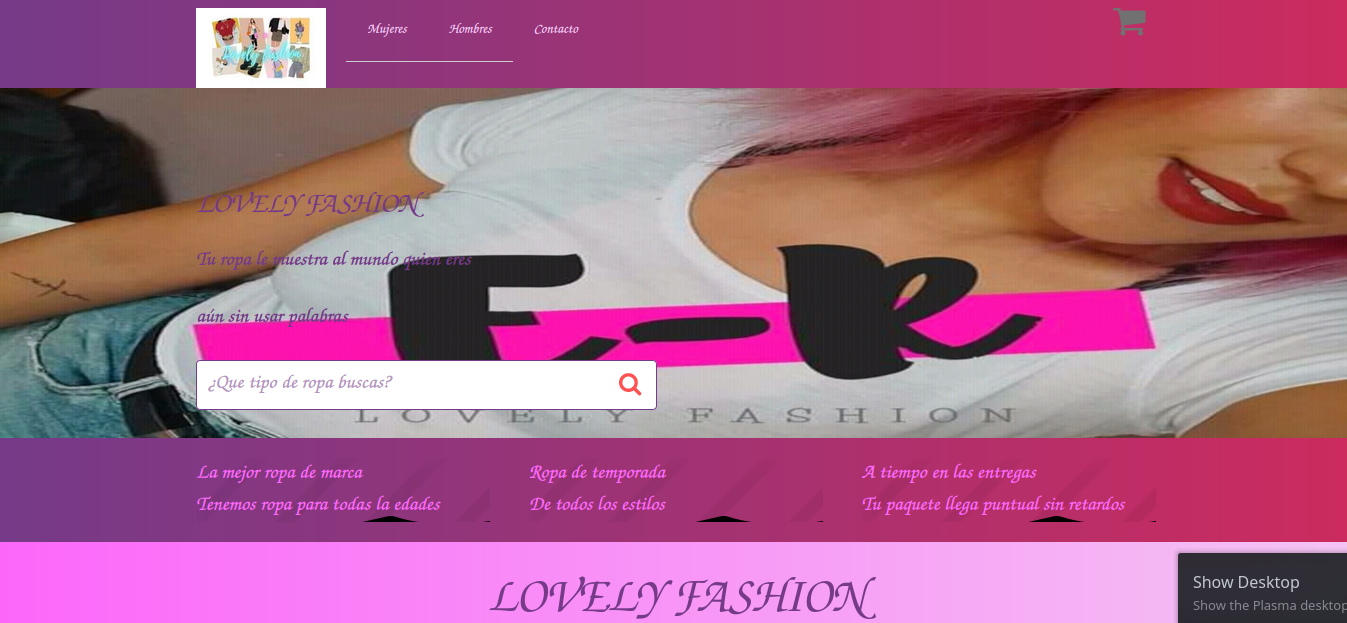 Lovely fashion
Mujeres Hombres Contacto
LOVELY FASHION
Tu ropa le muestra al mundo quien eres
aún sin usar palabras
E-R
¿Que tipo de ropa buscas?
LOVELY FASHION
La mejor ropa de marca
Tenemos ropa para todas la edades
Ropa de temporada
De todos los estilos
A tiempo en las entregas
Tu paquete llega puntual sin retardos
LOVELY FASHION
Show Desktop
Show the Plasma desktop